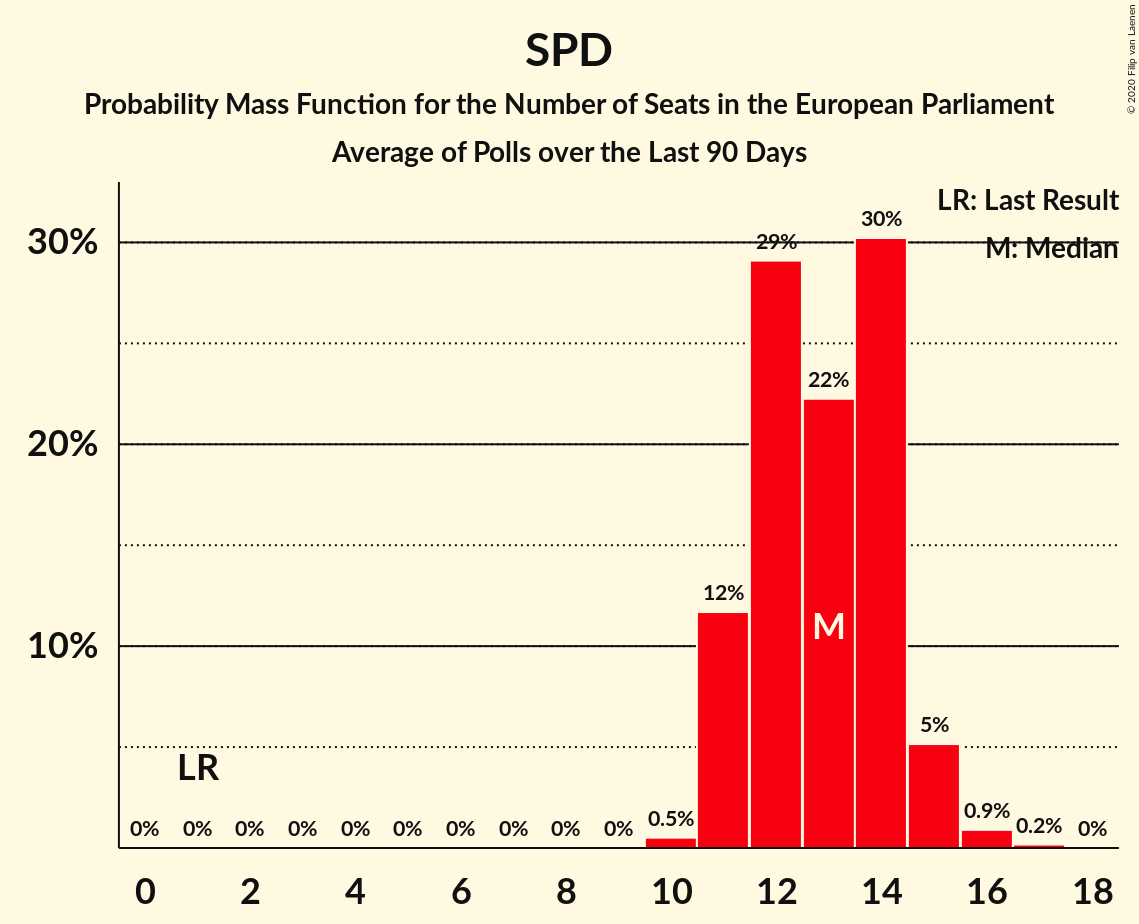 SPD
Probability Mass Function for the Number of Seats in the European Parliament
Average of Polls over the Last 90 Days
© 2020 Filip van Laenen
LR: Last Result
M: Median
30%
20%
10%
0% 0% 0% 0% 0% 0% 0% 0% 0% 0% 0.5% 12% 29% 22% 30% 5% 0.9% 0.2% 0%
LR
M
0 2 4 6 8 10 12 14 16 18